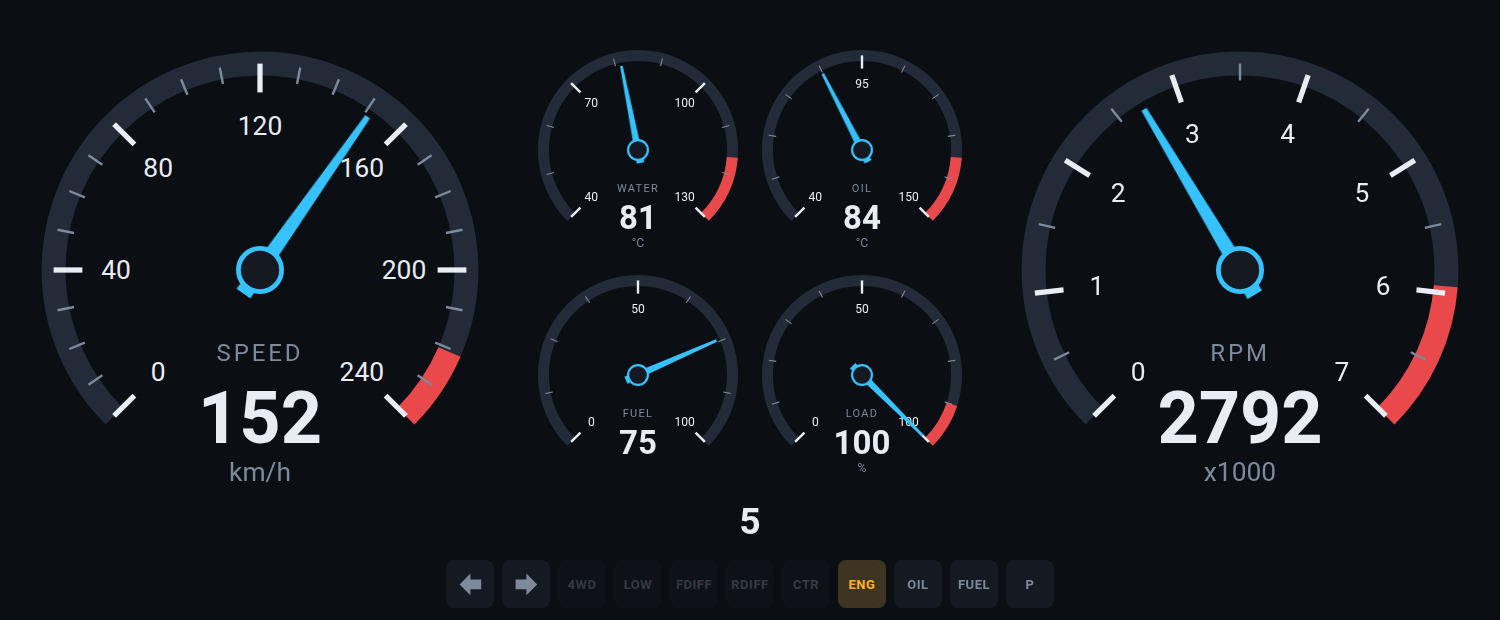 0 40 80 120 160 200 240
SPEED
152
km/h
40 70 100 130
WATER
81
°C
40 95 150
OIL
84
°C
0 50 100
FUEL
75
0 50 100
LOAD
100
%
0 1 2 3 4 5 6 7
RPM
2792
x1000
5
4WD LOW FDIFF RDIFF CTR ENG OIL FUEL P